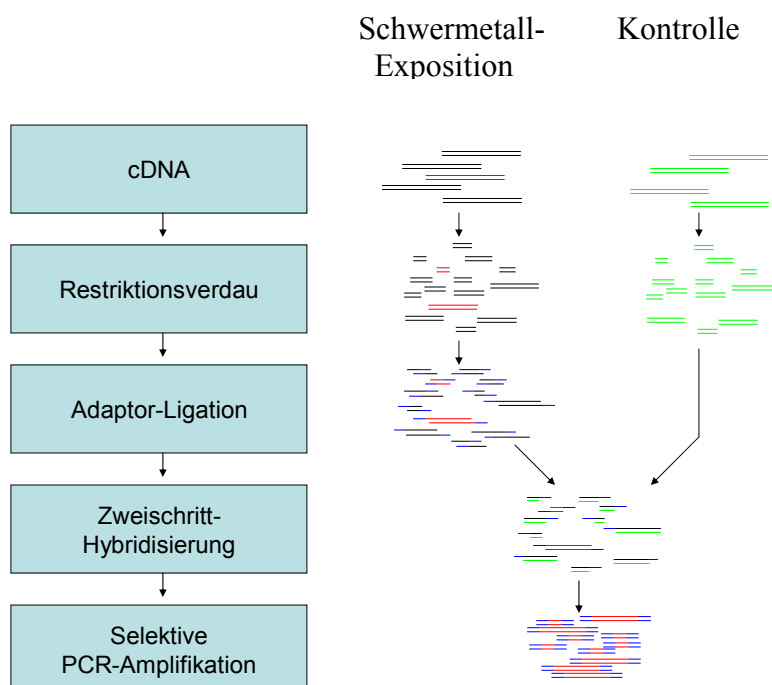 Schwermetall-
Exposition
Kontrolle
cDNA
Restriktionsverdau
Adaptor-Ligation
Zweischritt-
Hybridisierung
Selektive
PCR-Amplifikation